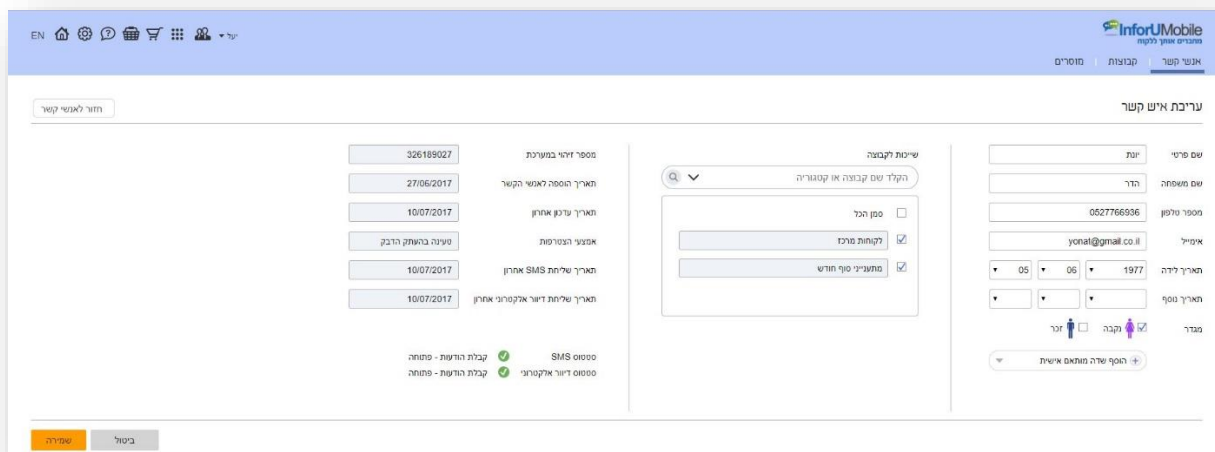 InforUMobile
מחברים אותך ללקוח
יעל
EN
אנשי קשר | קבוצות | מוסרים
עריכת איש קשר
חזור לאנשי קשר
שם פרטי יונת
שם משפחה הדר
מספר טלפון 0527766936
אימייל yonat@gmail.co.il
תאריך לידה 1977 06 05
תאריך נוסף
מגדר נקבה זכר
הוסף שדה מותאם אישית
שייכות לקבוצה
הקלד שם קבוצה או קטגוריה
סמן הכל
לקוחות מרכז
מתענייני סוף חודש
מספר זיהוי במערכת 326189027
תאריך הוספה לאנשי הקשר 27/06/2017
תאריך עדכון אחרון 10/07/2017
אמצעי הצטרפות טעינה בהעתק הדבק
תאריך שליחת SMS אחרון 10/07/2017
תאריך שליחת דיוור אלקטרוני אחרון 10/07/2017
סטטוס SMS קבלת הודעות - פתוחה
סטטוס דיוור אלקטרוני קבלת הודעות - פתוחה
ביטול
שמירה